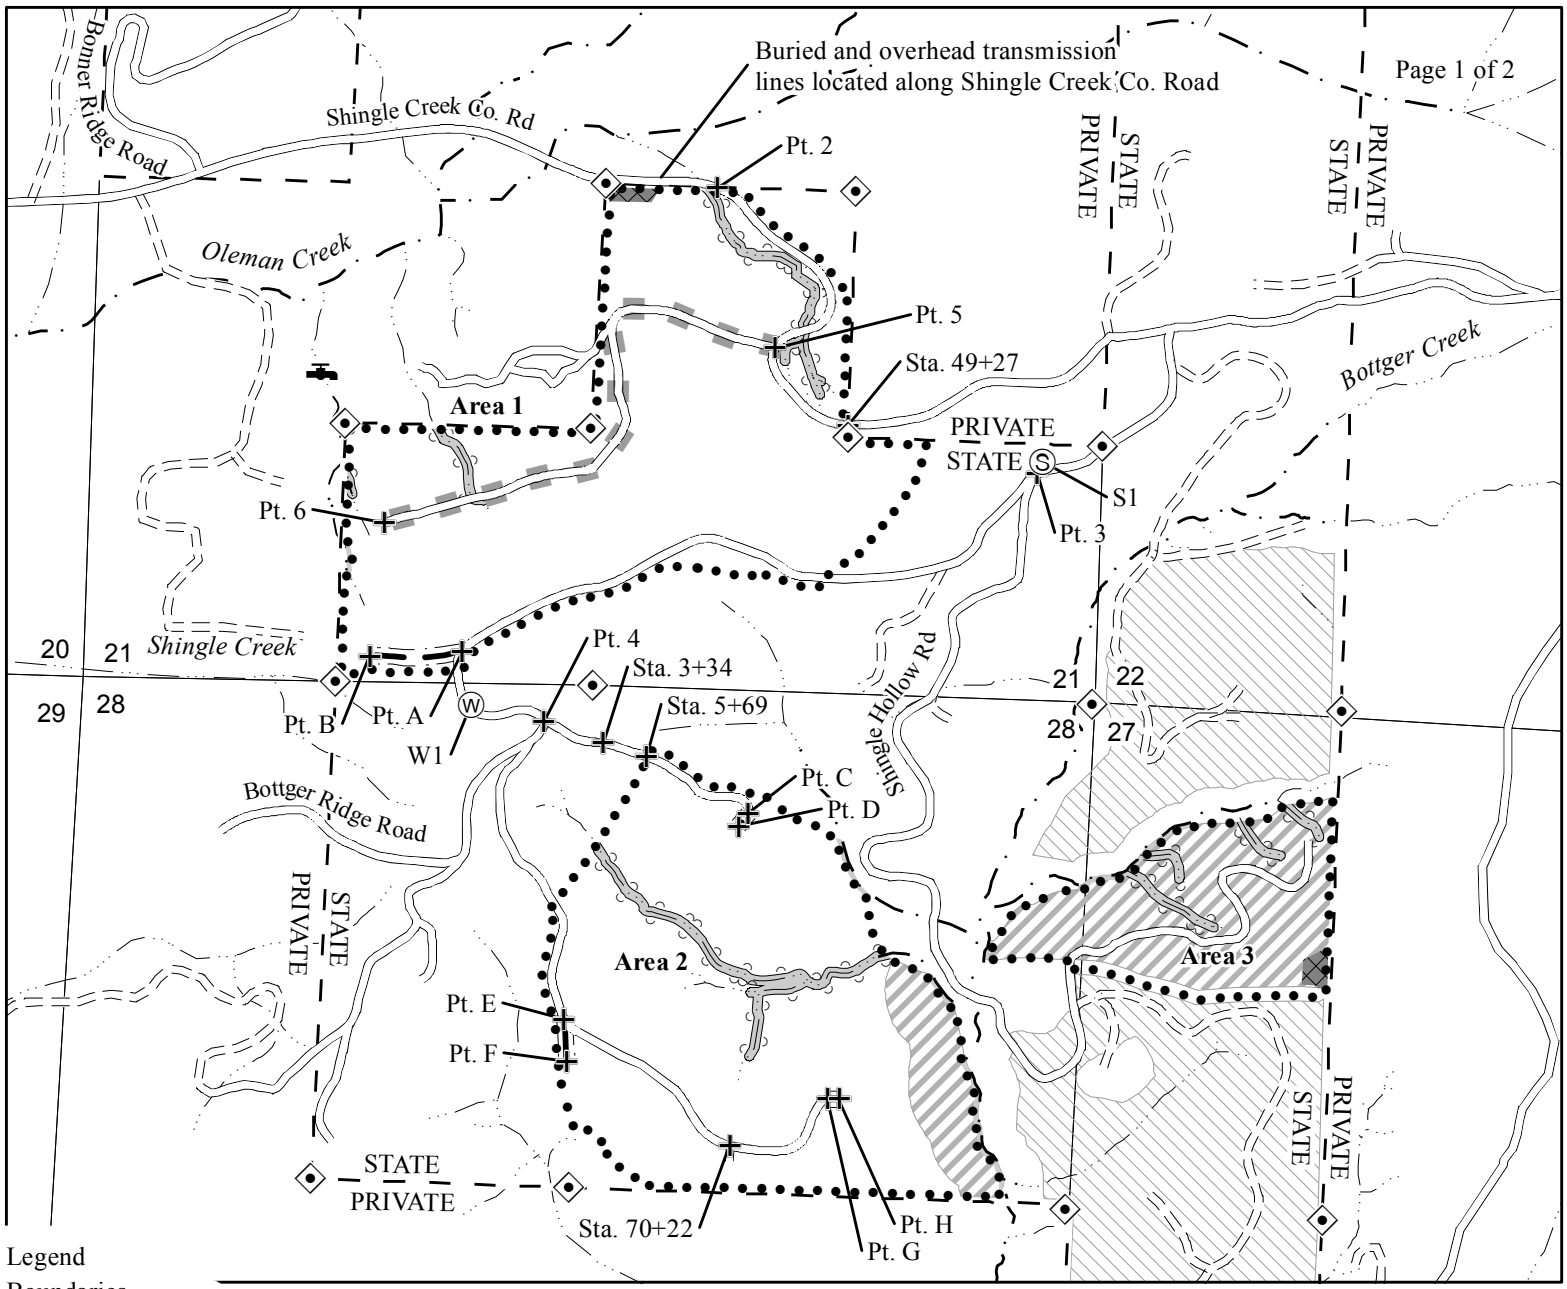 Buried and overhead transmission
lines located along Shingle Creek Co. Road
Page 1 of 2
Bonner Ridge Road
Shingle Creek Co. Rd
Pt. 2
PRIVATE
STATE
STATE
PRIVATE
Oleman Creek
Pt. 5
Sta. 49+27
Bottger Creek
Area 1
PRIVATE
STATE
S
S1
Pt. 6
Pt. 3
20
21
Shingle Creek
Pt. 4
Sta. 3+34
Sta. 5+69
Shingle Hollow Rd
21
22
29
28
28
27
Pt. B
Pt. A
W
W1
Pt. C
Pt. D
Bottger Ridge Road
PRIVATE
STATE
Area 2
Area 3
Pt. E
Pt. F
STATE
PRIVATE
STATE
PRIVATE
Sta. 70+22
Pt. H
Pt. G
Legend
Boundaries